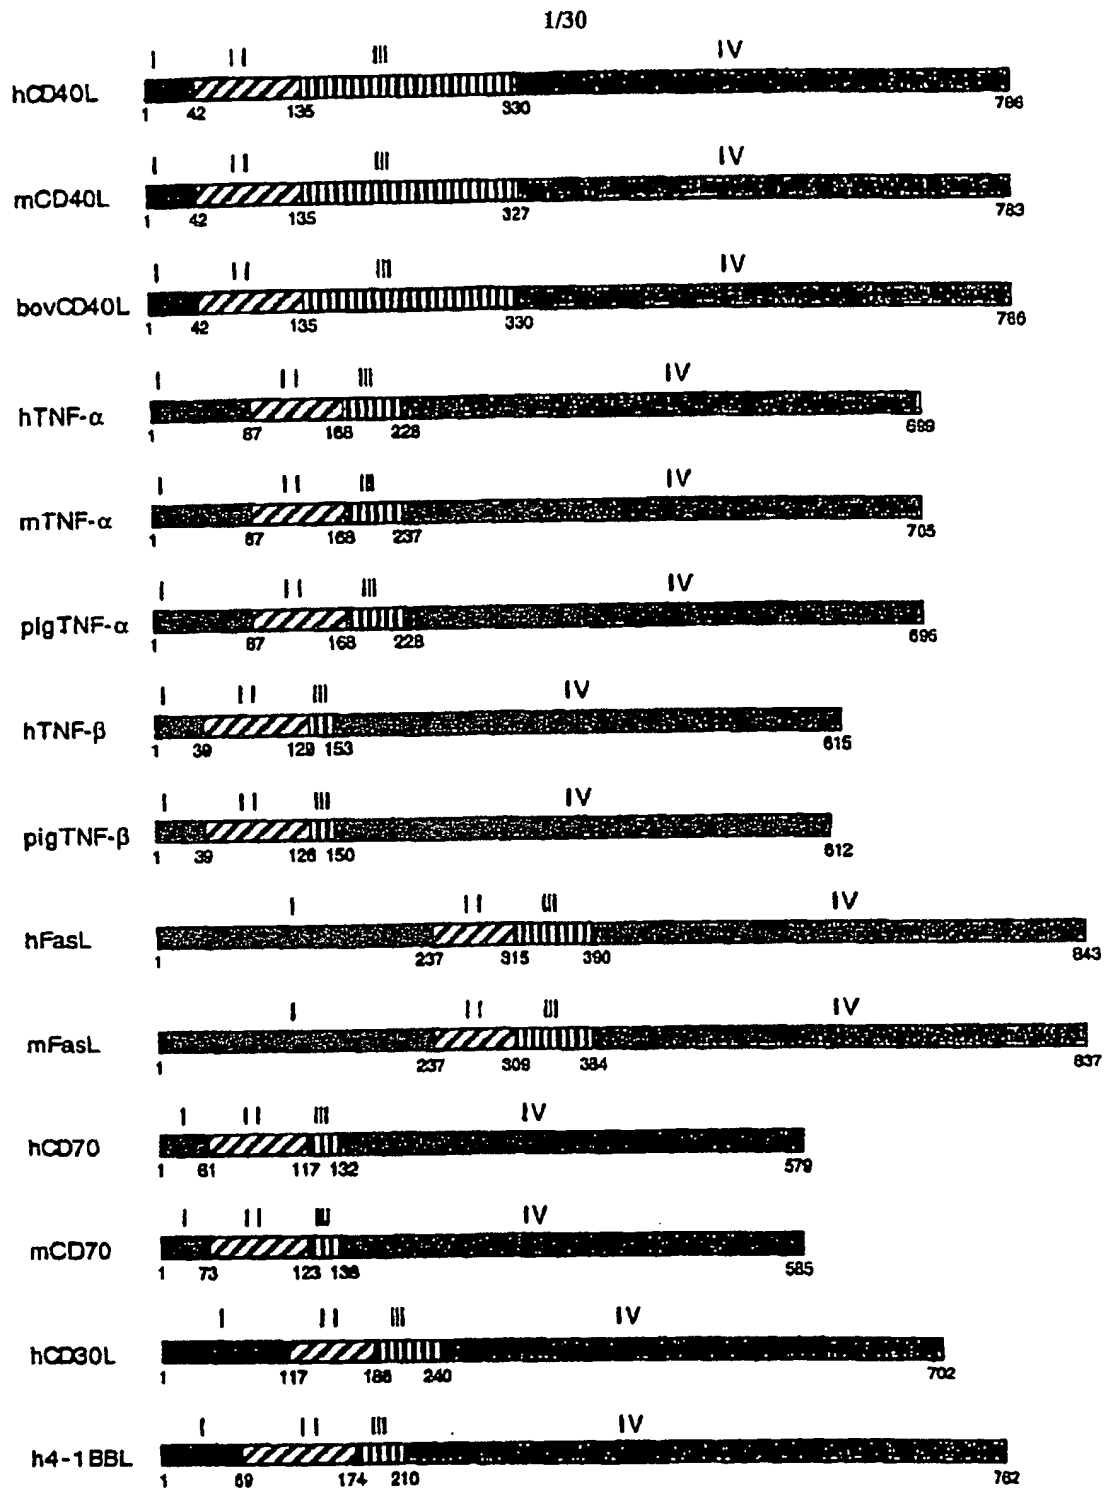 1/30
I II III IV
hCD40L
1 42 135 330 786
I II III IV
mCD40L
1 42 135 327 783
I II III IV
bovCD40L
1 42 135 330 786
I II III IV
hTNF-α
1 87 168 228 699
I II III IV
mTNF-α
1 87 168 237 705
I II III IV
pigTNF-α
1 87 168 228 696
I II III IV
hTNF-β
1 39 129 153 615
I II III IV
pigTNF-β
1 39 126 150 612
I II III IV
hFasL
1 237 315 390 843
I II III IV
mFasL
1 237 309 384 837
I II III IV
hCD70
1 61 117 132 579
I II III IV
mCD70
1 73 123 138 585
I II III IV
hCD30L
1 117 186 240 702
I II III IV
h4-1BBL
1 69 174 210 762